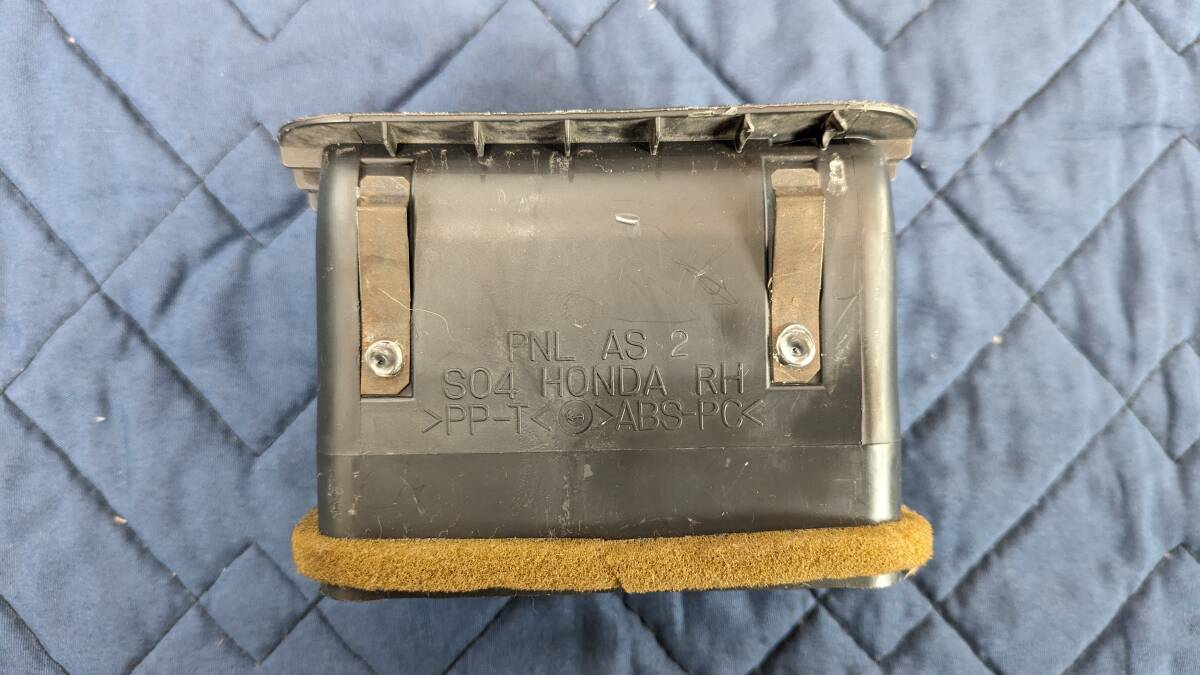 PNL AS 2
S04 HONDA RH
>PP-T< >ABS-PC<